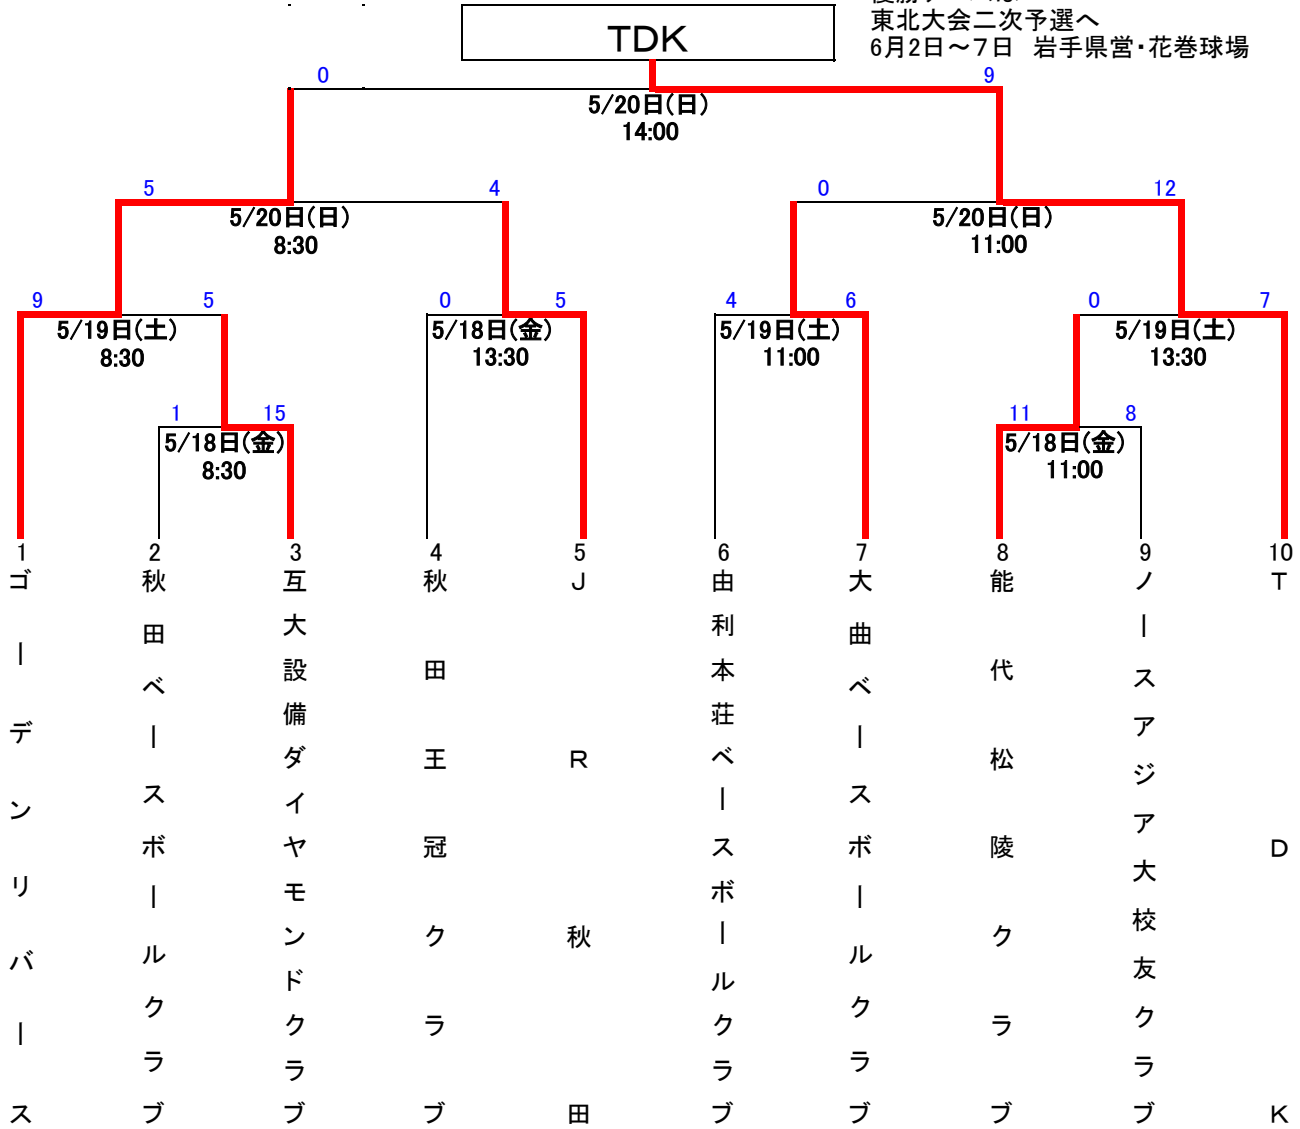 TDK
東北大会二次予選へ
6月2日～7日　岩手県営・花巻球場
0
9
5/20日(日)
14:00
5
4
0
12
5/20日(日)
8:30
5/20日(日)
11:00
9
5
0
5
4
6
0
7
5/19日(土)
8:30
5/18日(金)
13:30
5/19日(土)
11:00
5/19日(土)
13:30
1
15
11
8
5/18日(金)
8:30
5/18日(金)
11:00
1
2
3
4
5
6
7
8
9
10
ゴーデンリバース
秋田ベースボールクラブ
互大設備ダイヤモンドクラブ
秋田王冠クラブ
JR秋田
由利本荘ベースボールクラブ
大曲ベースボールクラブ
能代松陵クラブ
ノースアジア大校友クラブ
TDK